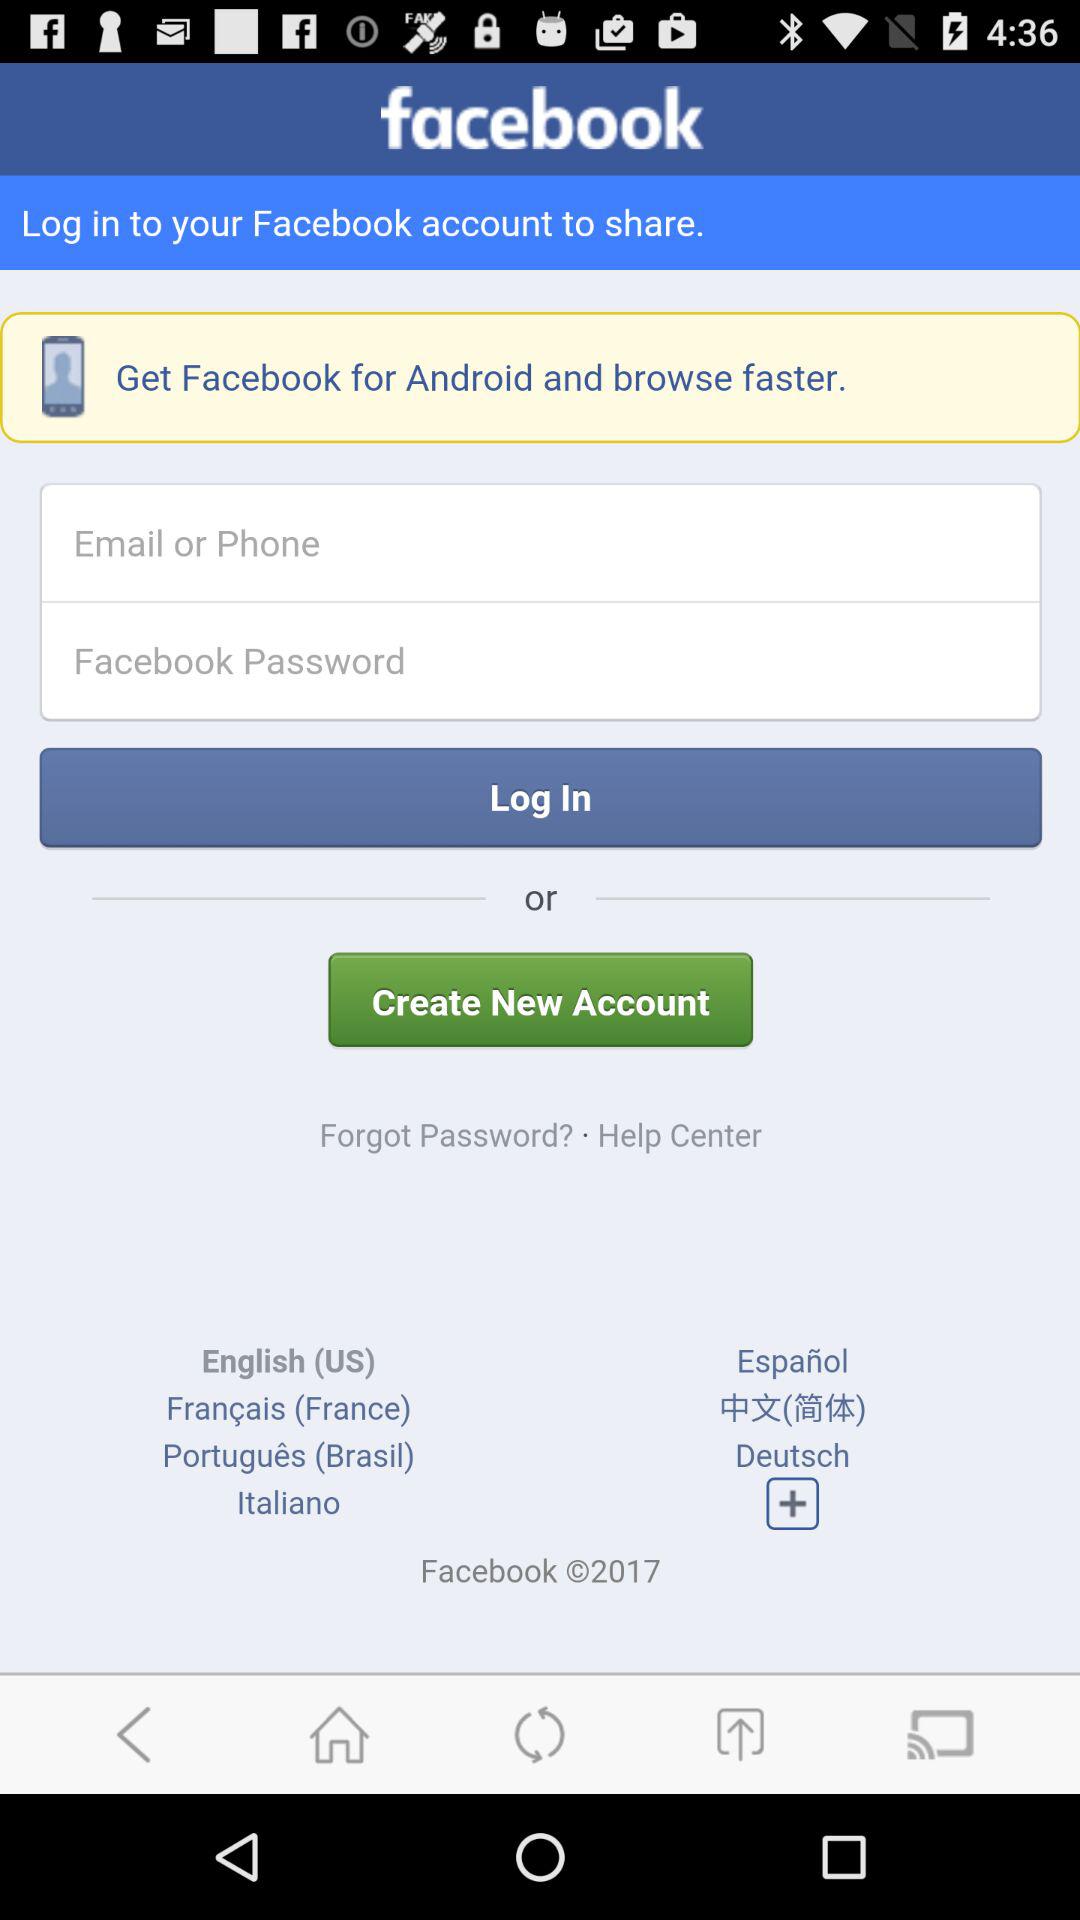 FAKE
4:36
facebook
Log in to your Facebook account to share.
Get Facebook for Android and browse faster.
Email or Phone
Facebook Password
Log In
or
Create New Account
Forgot Password? · Help Center
English (US) Español
Français (France) 中文(简体)
Português (Brasil) Deutsch
Italiano +
Facebook ©2017